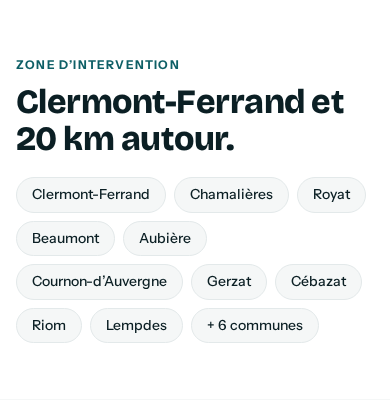 ZONE D'INTERVENTION
Clermont-Ferrand et
20 km autour.
Clermont-Ferrand Chamalières Royat
Beaumont Aubière
Cournon-d'Auvergne Gerzat Cébazat
Riom Lempdes + 6 communes